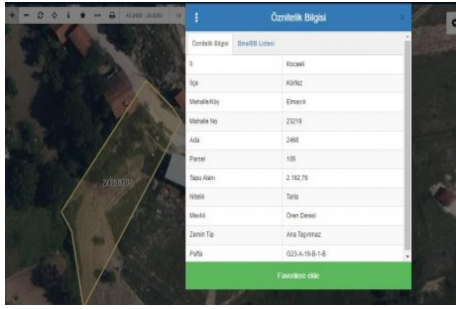 Öznitelik Bilgisi
Öznitelik Bilgisi Bina/BB Listesi
İl Kocaeli
İlçe Körfez
Mahalle/Köy Elmacık
Mahalle No 23219
Ada 2468
Parsel 105
Tapu Alanı 2.192,76
Nitelik Tarla
Mevkii Ören Deresi
Zemin Tip Ana Taşınmaz
Pafta G23-A-19-B-1-B
Favorilere ekle